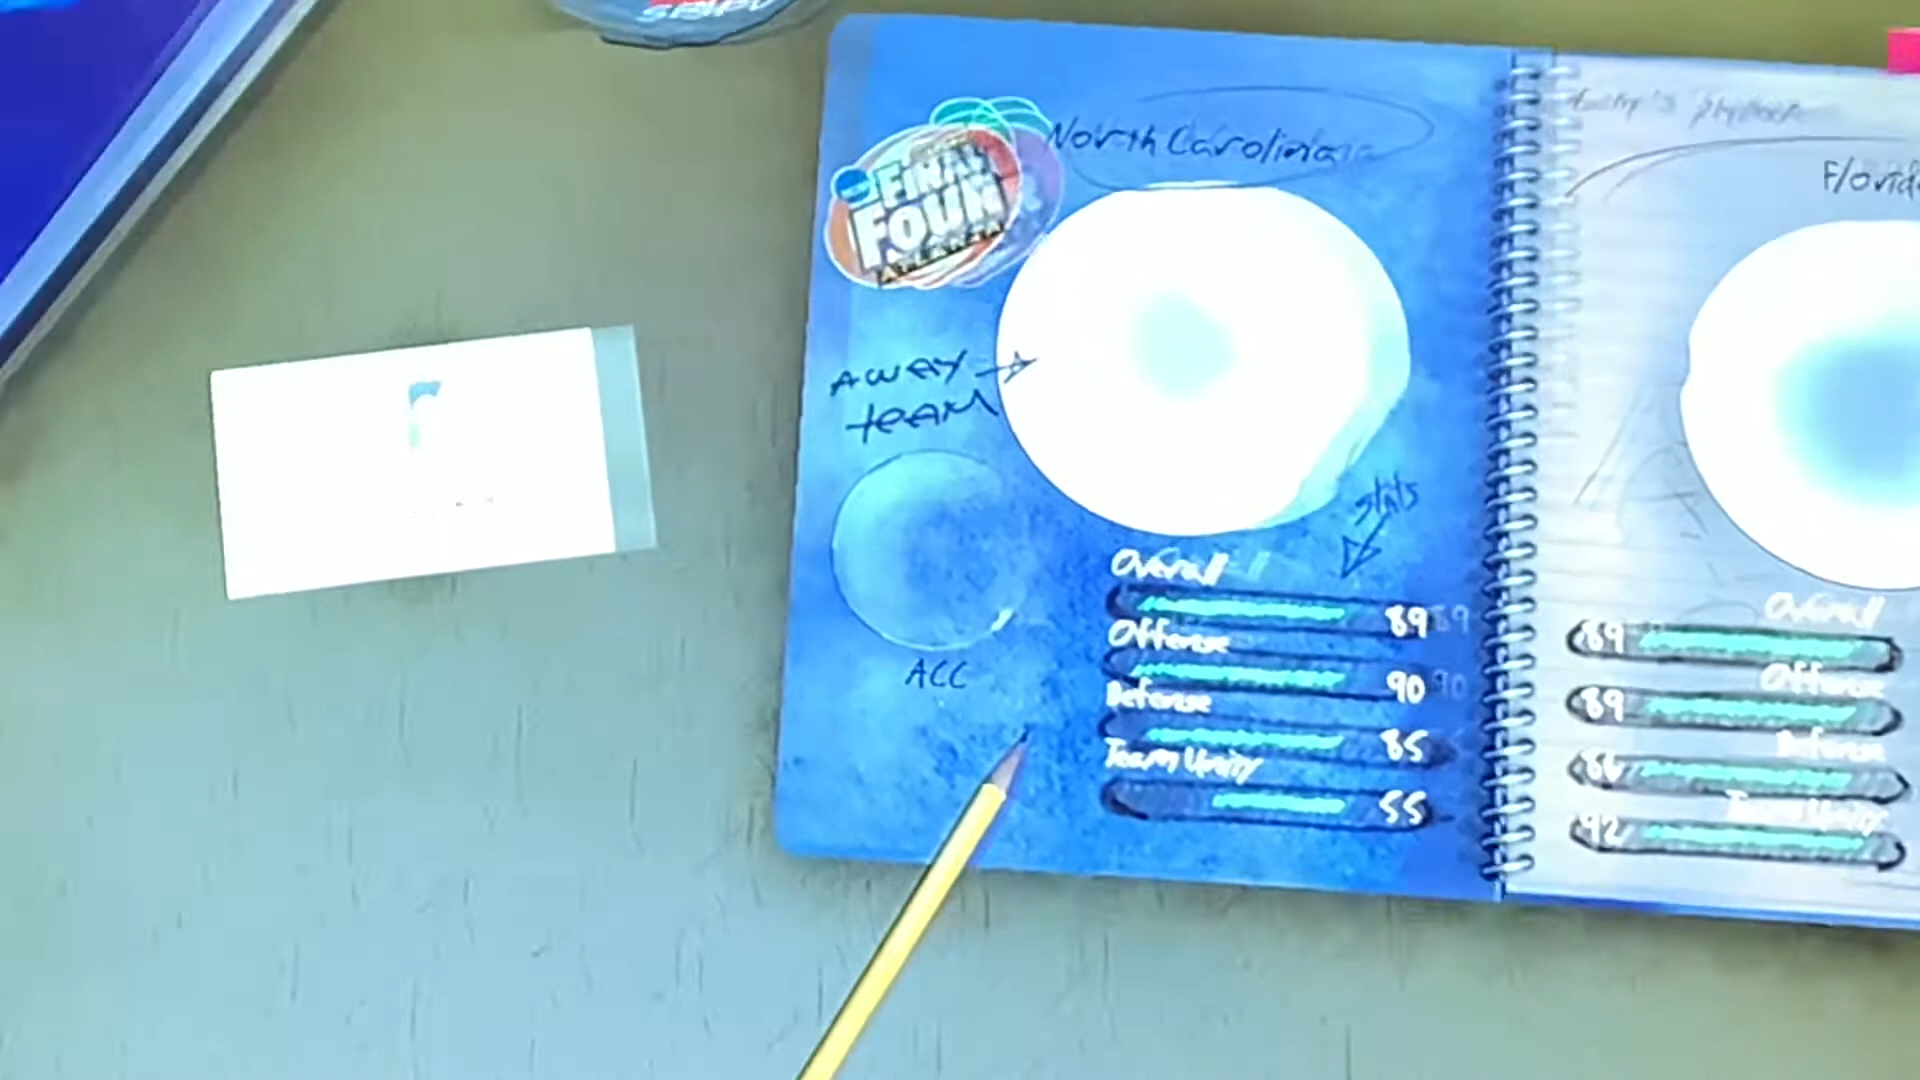 FINAL
FOUR
North Carolina
AWAY
TEAM
ACC
stats
Overall
89
Offense
90
Defense
85
Team Unity
55
Florid
Overall
89
Offense
89
Defense
86
Team Unity
92